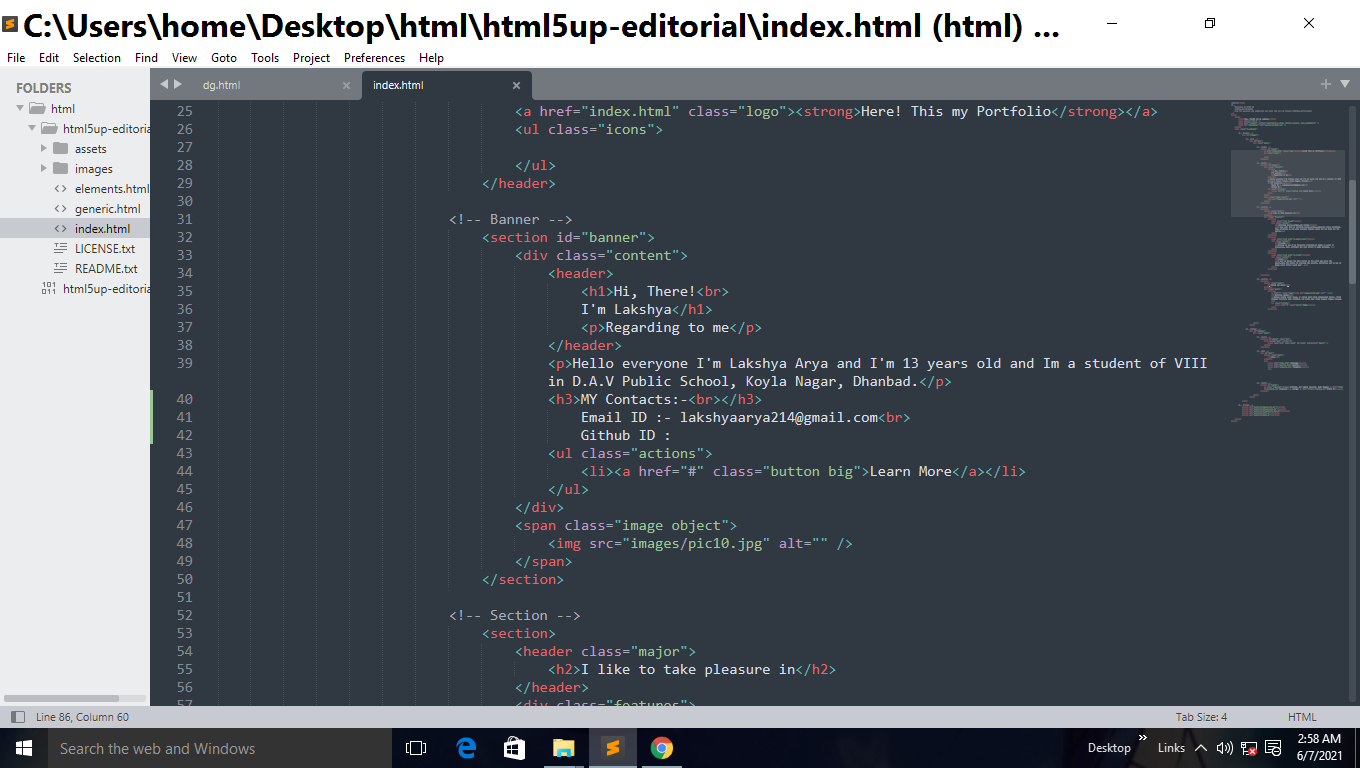 C:\Users\home\Desktop\html\html5up-editorial\index.html (html) ...
File Edit Selection Find View Goto Tools Project Preferences Help
FOLDERS
html
html5up-editoria
assets
images
elements.html
generic.html
index.html
LICENSE.txt
README.txt
html5up-editoria
dg.html
index.html
25 <a href="index.html" class="logo"><strong>Here! This my Portfolio</strong></a>
26 <ul class="icons">
27
28 </ul>
29 </header>
30
31 <!-- Banner -->
32 <section id="banner">
33 <div class="content">
34 <header>
35 <h1>Hi, There!<br>
36 I'm Lakshya</h1>
37 <p>Regarding to me</p>
38 </header>
39 <p>Hello everyone I'm Lakshya Arya and I'm 13 years old and Im a student of VIII
in D.A.V Public School, Koyla Nagar, Dhanbad.</p>
40 <h3>MY Contacts:-<br></h3>
41 Email ID :- lakshyaarya214@gmail.com<br>
42 Github ID :
43 <ul class="actions">
44 <li><a href="#" class="button big">Learn More</a></li>
45 </ul>
46 </div>
47 <span class="image object">
48 <img src="images/pic10.jpg" alt="" />
49 </span>
50 </section>
51
52 <!-- Section -->
53 <section>
54 <header class="major">
55 <h2>I like to take pleasure in</h2>
56 </header>
57 <div class="features">
Line 86, Column 60
Tab Size: 4
HTML
Search the web and Windows
Desktop
Links
2:58 AM
6/7/2021